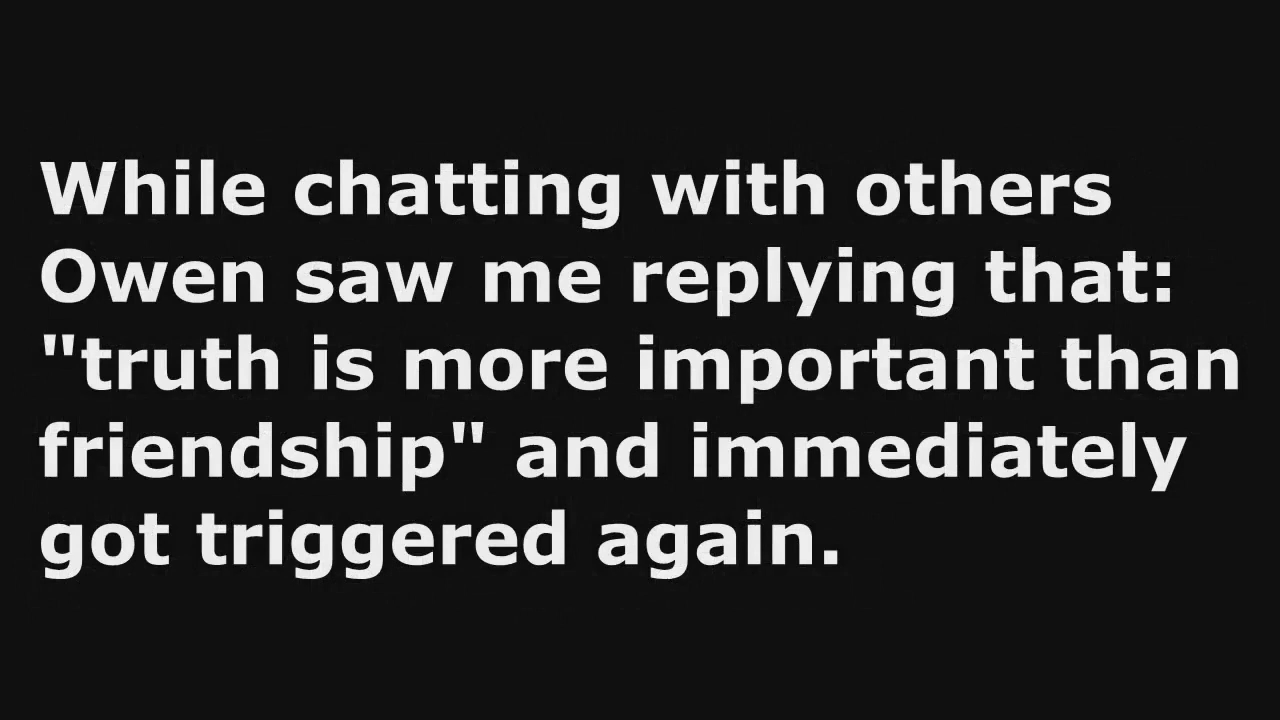 While chatting with others
Owen saw me replying that:
"truth is more important than
friendship" and immediately
got triggered again.